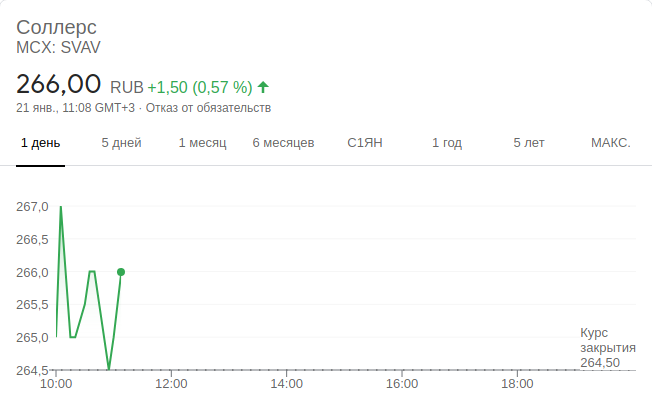 Соллерс
MCX: SVAV
266,00 RUB +1,50 (0,57 %)
21 янв., 11:08 GMT+3 · Отказ от обязательств
1 день 5 дней 1 месяц 6 месяцев С1ЯН 1 год 5 лет МАКС.
267,0
266,5
266,0
265,5
265,0
Курс
закрытия
264,50
264,5
10:00 12:00 14:00 16:00 18:00